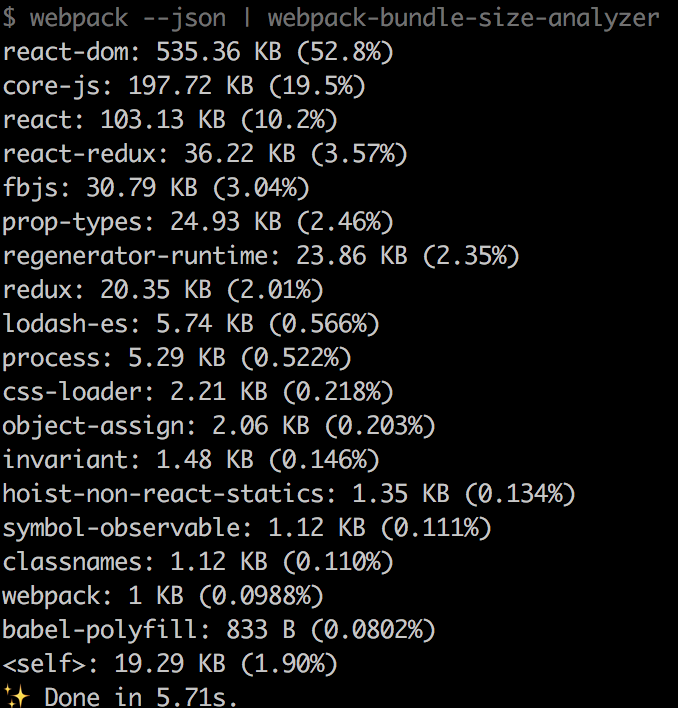 $ webpack --json | webpack-bundle-size-analyzer
react-dom: 535.36 KB (52.8%)
core-js: 197.72 KB (19.5%)
react: 103.13 KB (10.2%)
react-redux: 36.22 KB (3.57%)
fbjs: 30.79 KB (3.04%)
prop-types: 24.93 KB (2.46%)
regenerator-runtime: 23.86 KB (2.35%)
redux: 20.35 KB (2.01%)
lodash-es: 5.74 KB (0.566%)
process: 5.29 KB (0.522%)
css-loader: 2.21 KB (0.218%)
object-assign: 2.06 KB (0.203%)
invariant: 1.48 KB (0.146%)
hoist-non-react-statics: 1.35 KB (0.134%)
symbol-observable: 1.12 KB (0.111%)
classnames: 1.12 KB (0.110%)
webpack: 1 KB (0.0988%)
babel-polyfill: 833 B (0.0802%)
<self>: 19.29 KB (1.90%)
✨ Done in 5.71s.